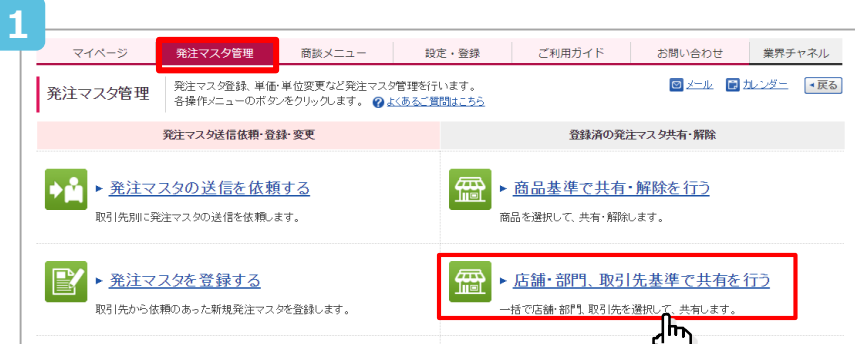 1
マイページ 発注マスタ管理 商談メニュー 設定・登録 ご利用ガイド お問い合わせ 業界チャネル
発注マスタ管理
発注マスタ登録、単価・単位変更など発注マスタ管理を行います。
各操作メニューのボタンをクリックします。 ?よくあるご質問はこちら
メール カレンダー 戻る
発注マスタ送信依頼・登録・変更
登録済の発注マスタ共有・解除
発注マスタの送信を依頼する
取引先別に発注マスタの送信を依頼します。
商品基準で共有・解除を行う
商品を選択して、共有・解除します。
発注マスタを登録する
取引先から依頼のあった新規発注マスタを登録します。
店舗・部門、取引先基準で共有を行う
一括で店舗・部門、取引先を選択して、共有します。